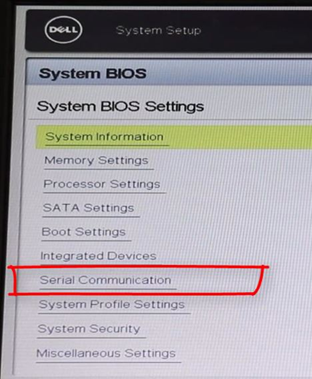 DELL
System Setup
System BIOS
System BIOS Settings
System Information
Memory Settings
Processor Settings
SATA Settings
Boot Settings
Integrated Devices
Serial Communication
System Profile Settings
System Security
Miscellaneous Settings